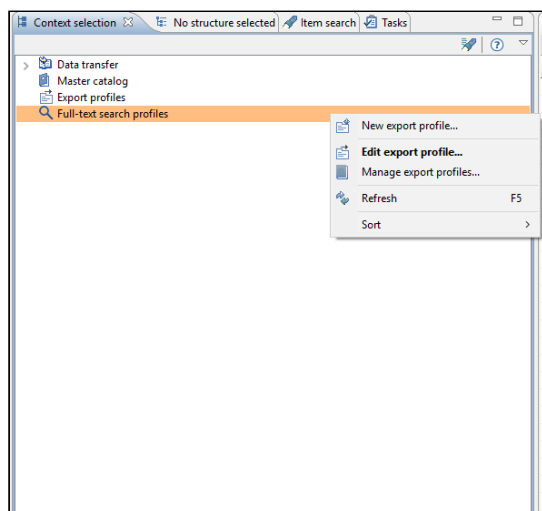 Context selection No structure selected Item search Tasks
Data transfer
Master catalog
Export profiles
Full-text search profiles
New export profile...
Edit export profile...
Manage export profiles...
Refresh F5
Sort